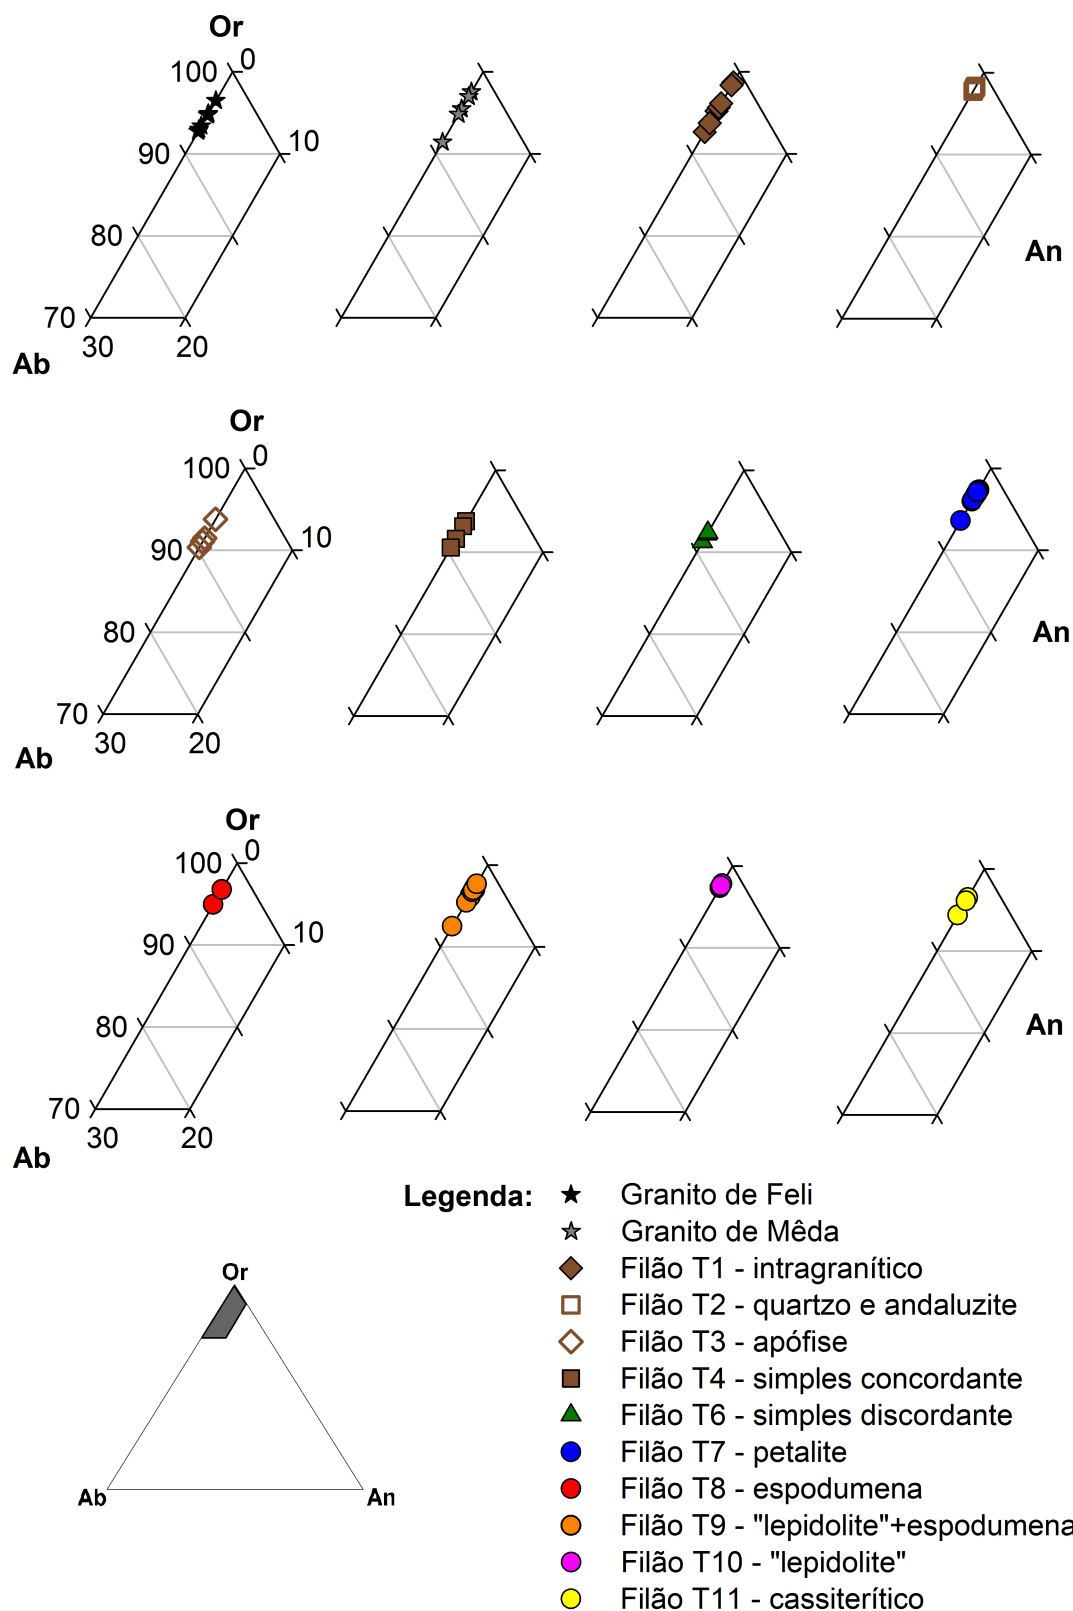 Or
100 0
90 10
80
An
70
30 20
Ab
Or
100 0
90 10
80
An
70
30 20
Ab
Or
100 0
90 10
80
An
70
30 20
Ab
Legenda:
Granito de Feli
Granito de Mêda
Filão T1 - intragranítico
Filão T2 - quartzo e andaluzite
Filão T3 - apófise
Filão T4 - simples concordante
Filão T6 - simples discordante
Filão T7 - petalite
Filão T8 - espodumena
Filão T9 - "lepidolite"+espodumena
Filão T10 - "lepidolite"
Filão T11 - cassiterítico
Or
Ab An